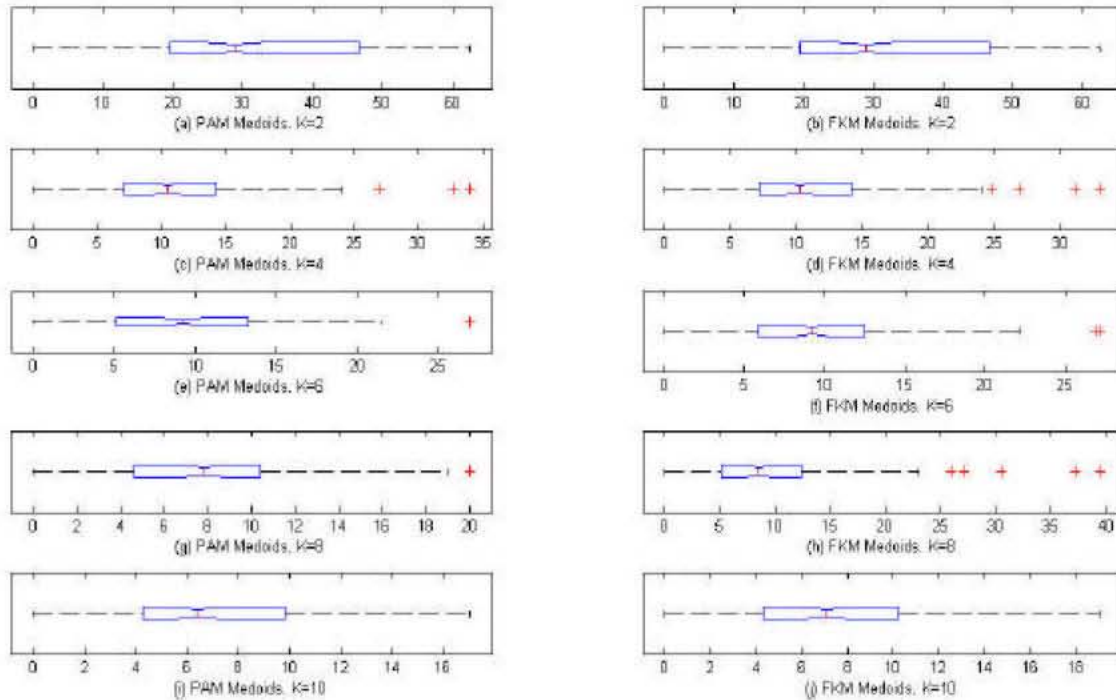 0 10 20 30 40 50 60
(a) PAM Medoids. K=2
0 10 20 30 40 50 60
(b) FKM Medoids. K=2
0 5 10 15 20 25 30 35
(c) PAM Medoids. K=4
0 5 10 15 20 25 30
(d) FKM Medoids. K=4
0 5 10 15 20 25
(e) PAM Medoids. K=6
0 5 10 15 20 25
(f) FKM Medoids. K=6
0 2 4 6 8 10 12 14 16 18 20
(g) PAM Medoids. K=8
0 5 10 15 20 25 30 35 40
(h) FKM Medoids. K=8
0 2 4 6 8 10 12 14 16
(i) PAM Medoids. K=10
0 2 4 6 8 10 12 14 16 18
(j) FKM Medoids. K=10